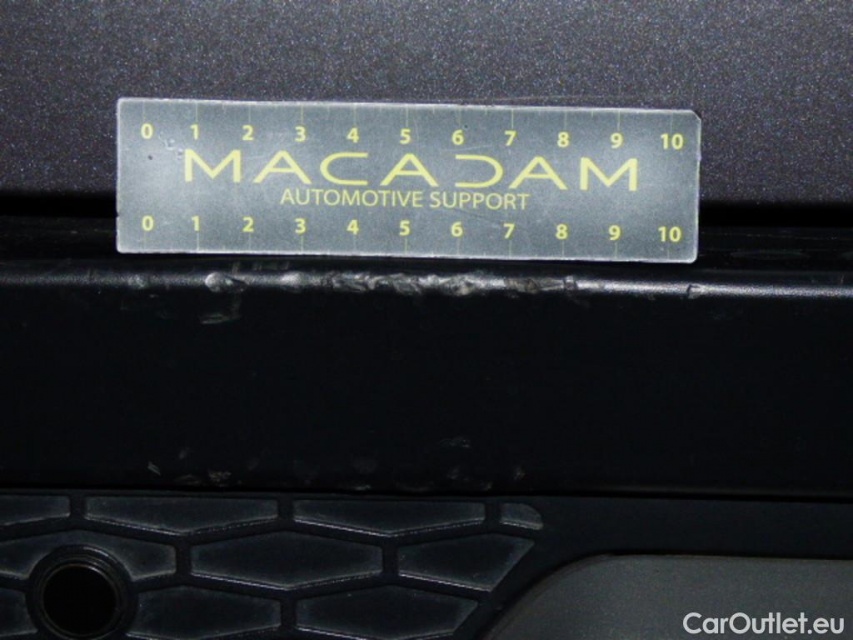 0 1 2 3 4 5 6 7 8 9 10
MACADAM
AUTOMOTIVE SUPPORT
0 1 2 3 4 5 6 7 8 9 10
CarOutlet.eu